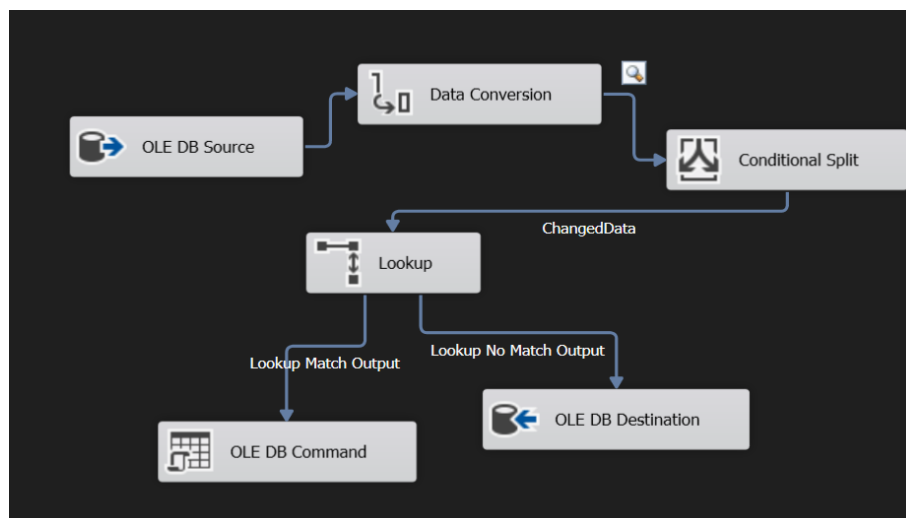 Data Conversion
OLE DB Source
Conditional Split
ChangedData
Lookup
Lookup Match Output
Lookup No Match Output
OLE DB Destination
OLE DB Command